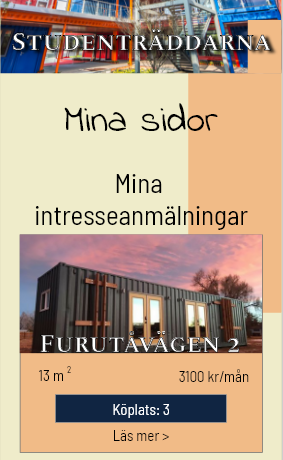 Studenträddarna
Mina sidor
Mina
intresseanmälningar
Furutåvägen 2
13 m ²
3100 kr/mån
Köplats: 3
Läs mer >